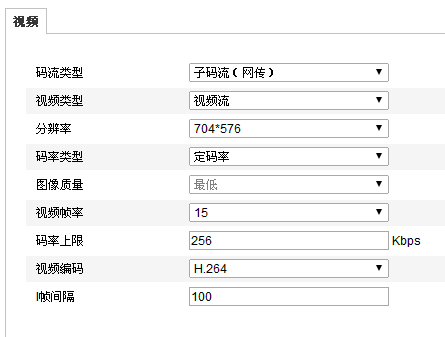 视频
码流类型 子码流（网传）
视频类型 视频流
分辨率 704*576
码率类型 定码率
图像质量 最低
视频帧率 15
码率上限 256 Kbps
视频编码 H.264
I帧间隔 100